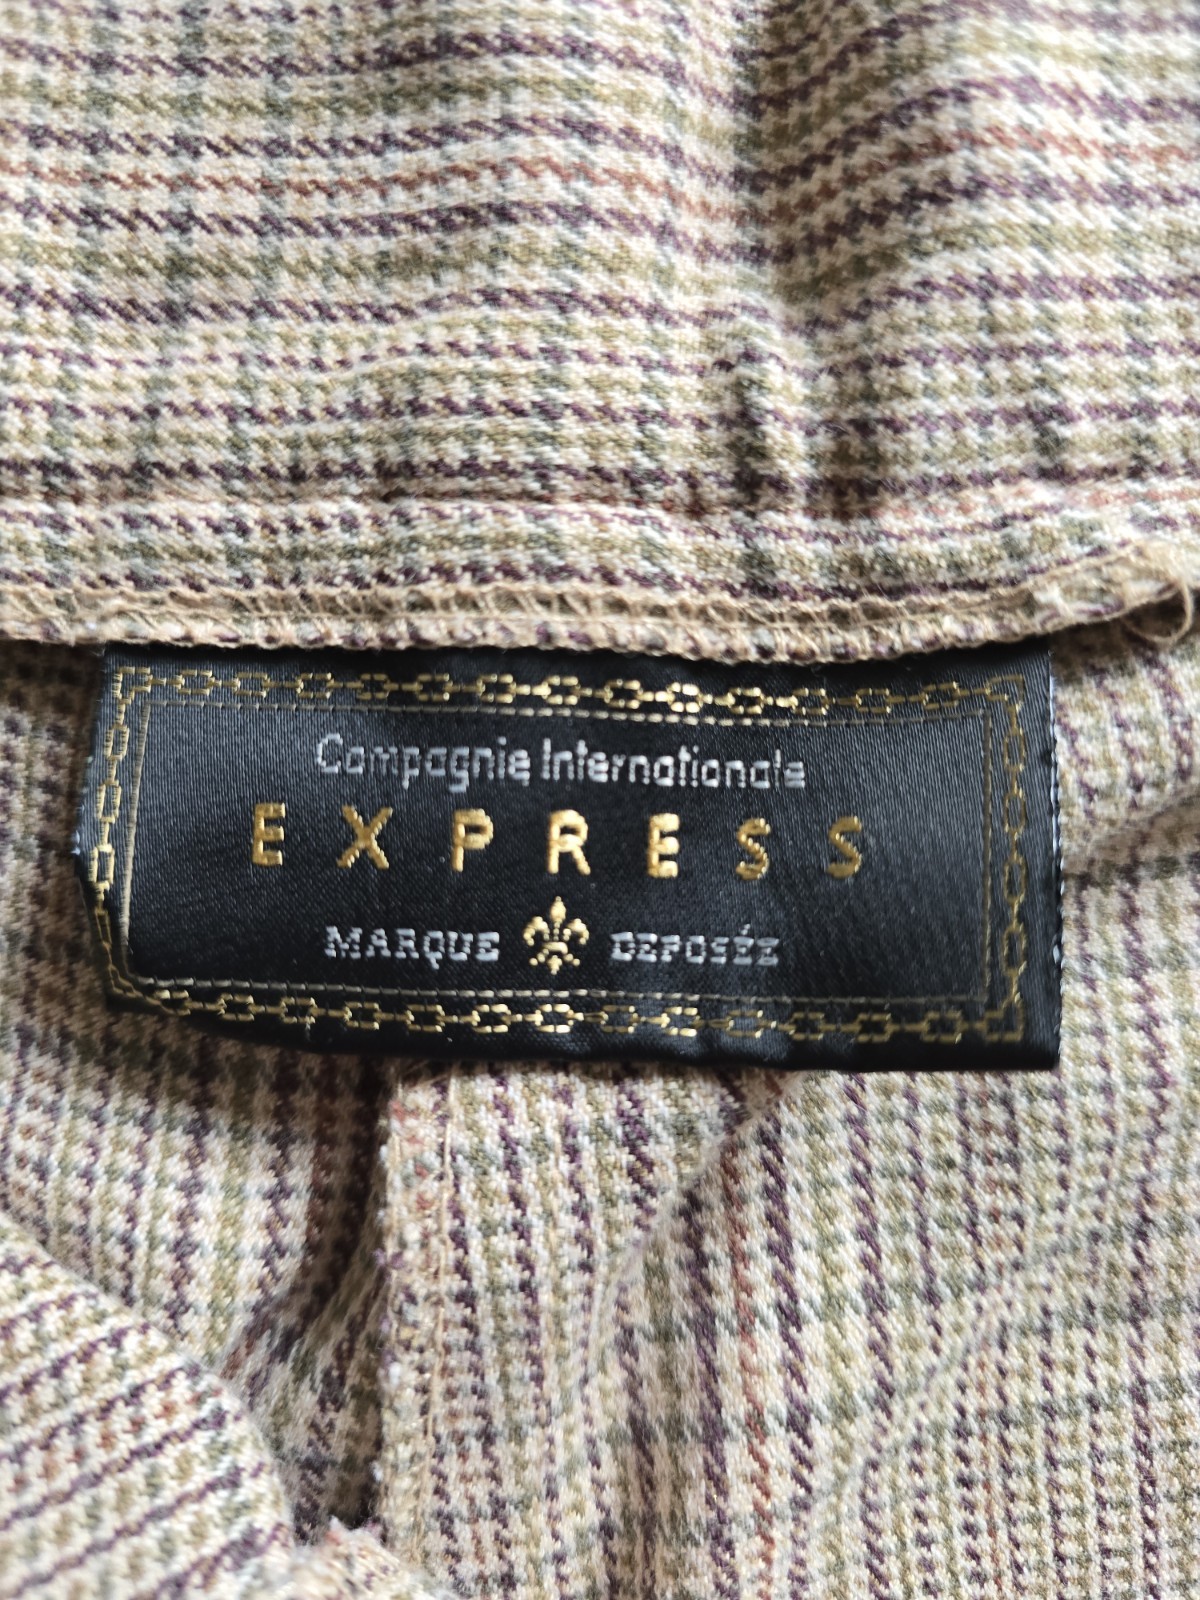 Compagnie Internationale
EXPRESS
MARQUE DEPOSÉE